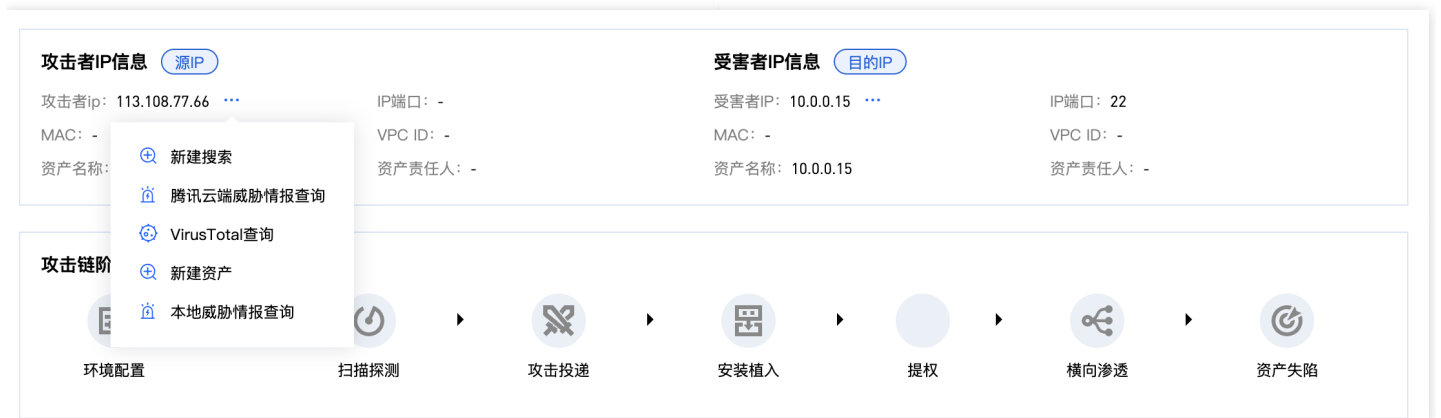 攻击者IP信息 源IP 受害者IP信息 目的IP
攻击者ip: 113.108.77.66 ··· IP端口: - 受害者IP: 10.0.0.15 ··· IP端口: 22
MAC: - VPC ID: - MAC: - VPC ID: -
资产名称: 资产责任人: - 资产名称: 10.0.0.15 资产责任人: -
新建搜索
腾讯云端威胁情报查询
VirusTotal查询
新建资产
本地威胁情报查询
攻击链阶
环境配置 扫描探测 攻击投递 安装植入 提权 横向渗透 资产失陷